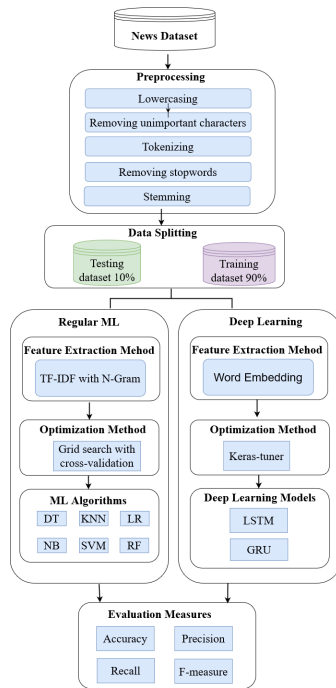 News Dataset
Preprocessing
Lowercasing
Removing unimportant characters
Tokenizing
Removing stopwords
Stemming
Data Splitting
Testing
dataset 10%
Training
dataset 90%
Regular ML
Feature Extraction Mehod
TF-IDF with N-Gram
Optimization Method
Grid search with
cross-validation
ML Algorithms
DT KNN LR
NB SVM RF
Deep Learning
Feature Extraction Mehod
Word Embedding
Optimization Method
Keras-tuner
Deep Learning Models
LSTM
GRU
Evaluation Measures
Accuracy Precision
Recall F-measure